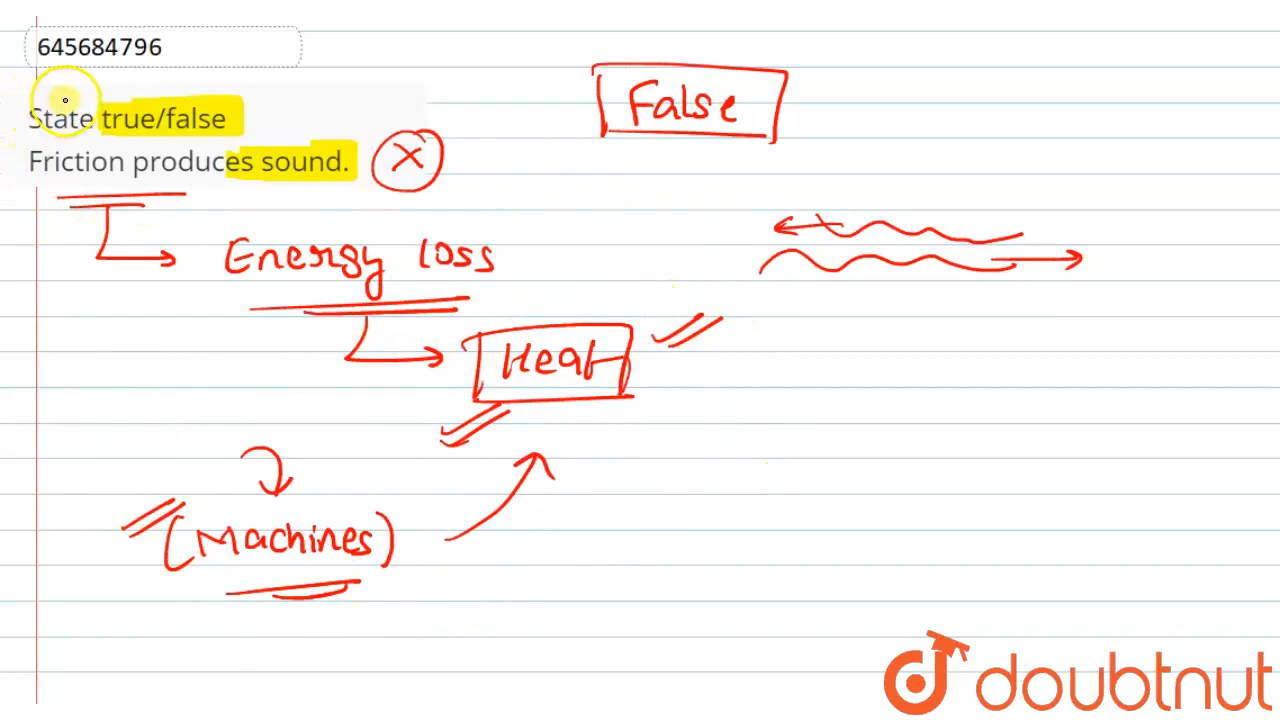 645684796
State true/false
Friction produces sound.
False
Energy loss
Heat
(Machines)
doubtnut